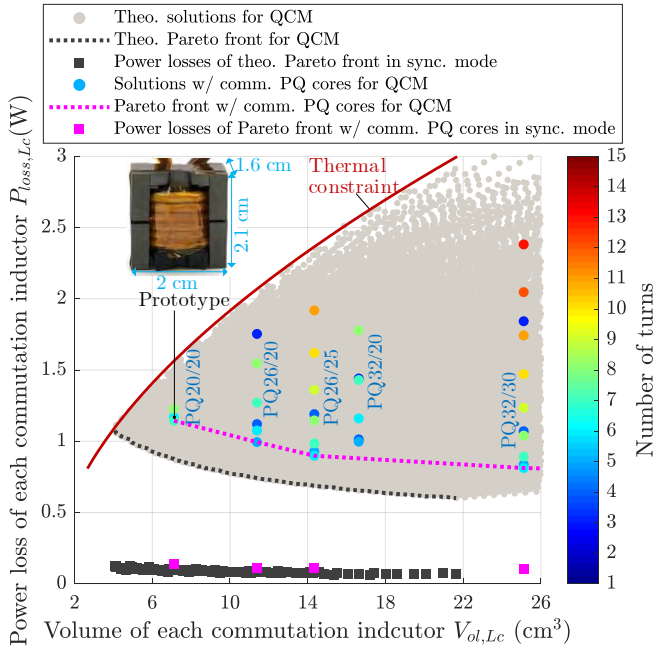 Theo. solutions for QCM
Theo. Pareto front for QCM
Power losses of theo. Pareto front in sync. mode
Solutions w/ comm. PQ cores for QCM
Pareto front w/ comm. PQ cores for QCM
Power losses of Pareto front w/ comm. PQ cores in sync. mode
Power loss of each commutation inductor P_loss,Lc(W)
3
2.5
2
1.5
1
0.5
0
1.6 cm
2.1 cm
2 cm
Prototype
Thermal
constraint
PQ20/20
PQ26/20
PQ26/25
PQ32/20
PQ32/30
2
6
10
14
18
22
26
Volume of each commutation indcutor V_ol,Lc (cm³)
15
14
13
12
11
10
9
8
7
6
5
4
3
2
1
Number of turns